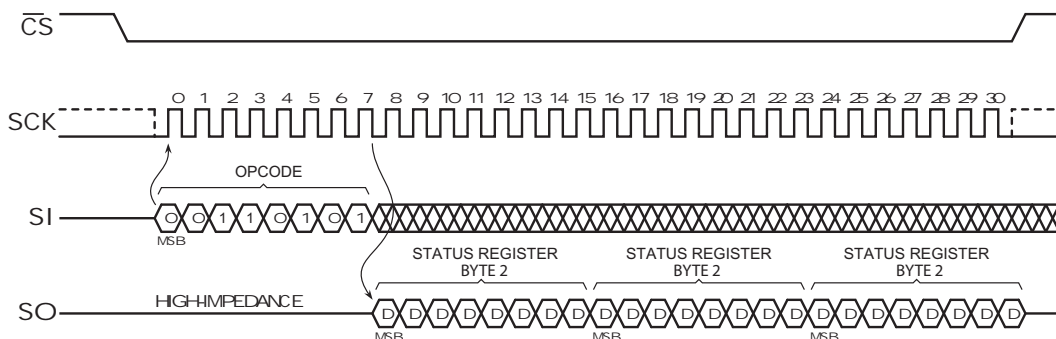 CS
SCK
0 1 2 3 4 5 6 7 8 9 10 11 12 13 14 15 16 17 18 19 20 21 22 23 24 25 26 27 28 29 30
OPCODE
SI
0 0 1 1 0 1 0 1
MSB
STATUS REGISTER BYTE 2
STATUS REGISTER BYTE 2
STATUS REGISTER BYTE 2
SO
HIGH-IMPEDANCE
D D D D D D D D D D D D D D D D D D D D D D D D
MSB MSB MSB